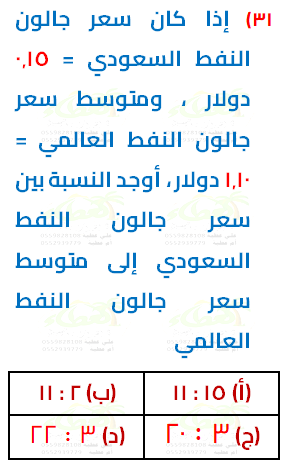 ٣١) إذا كان سعر جالون
النفط السعودي = ٠,١٥
دولار ، ومتوسط سعر
جالون النفط العالمي =
١,١٠ دولار، أوجد النسبة بين
سعر جالون النفط
السعودي إلى متوسط
سعر جالون النفط
العالمي
(أ) ١٥ : ١١ (ب) ٢ : ١١
(ج) ٣ : ٢٠ (د) ٣ : ٢٢